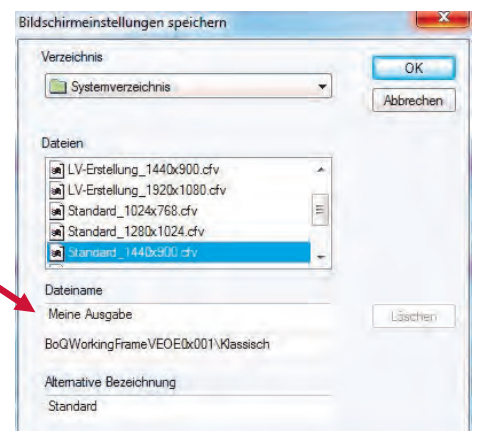 Bildschirmeinstellungen speichern
Verzeichnis
Systemverzeichnis
OK
Abbrechen
Dateien
LV-Erstellung_1440x900.cfv
LV-Erstellung_1920x1080.cfv
Standard_1024x768.cfv
Standard_1280x1024.cfv
Standard_1440x900.cfv
Dateiname
Meine Ausgabe
Löschen
BoQWorkingFrameVEOE0x001\Klassisch
Alternative Bezeichnung
Standard